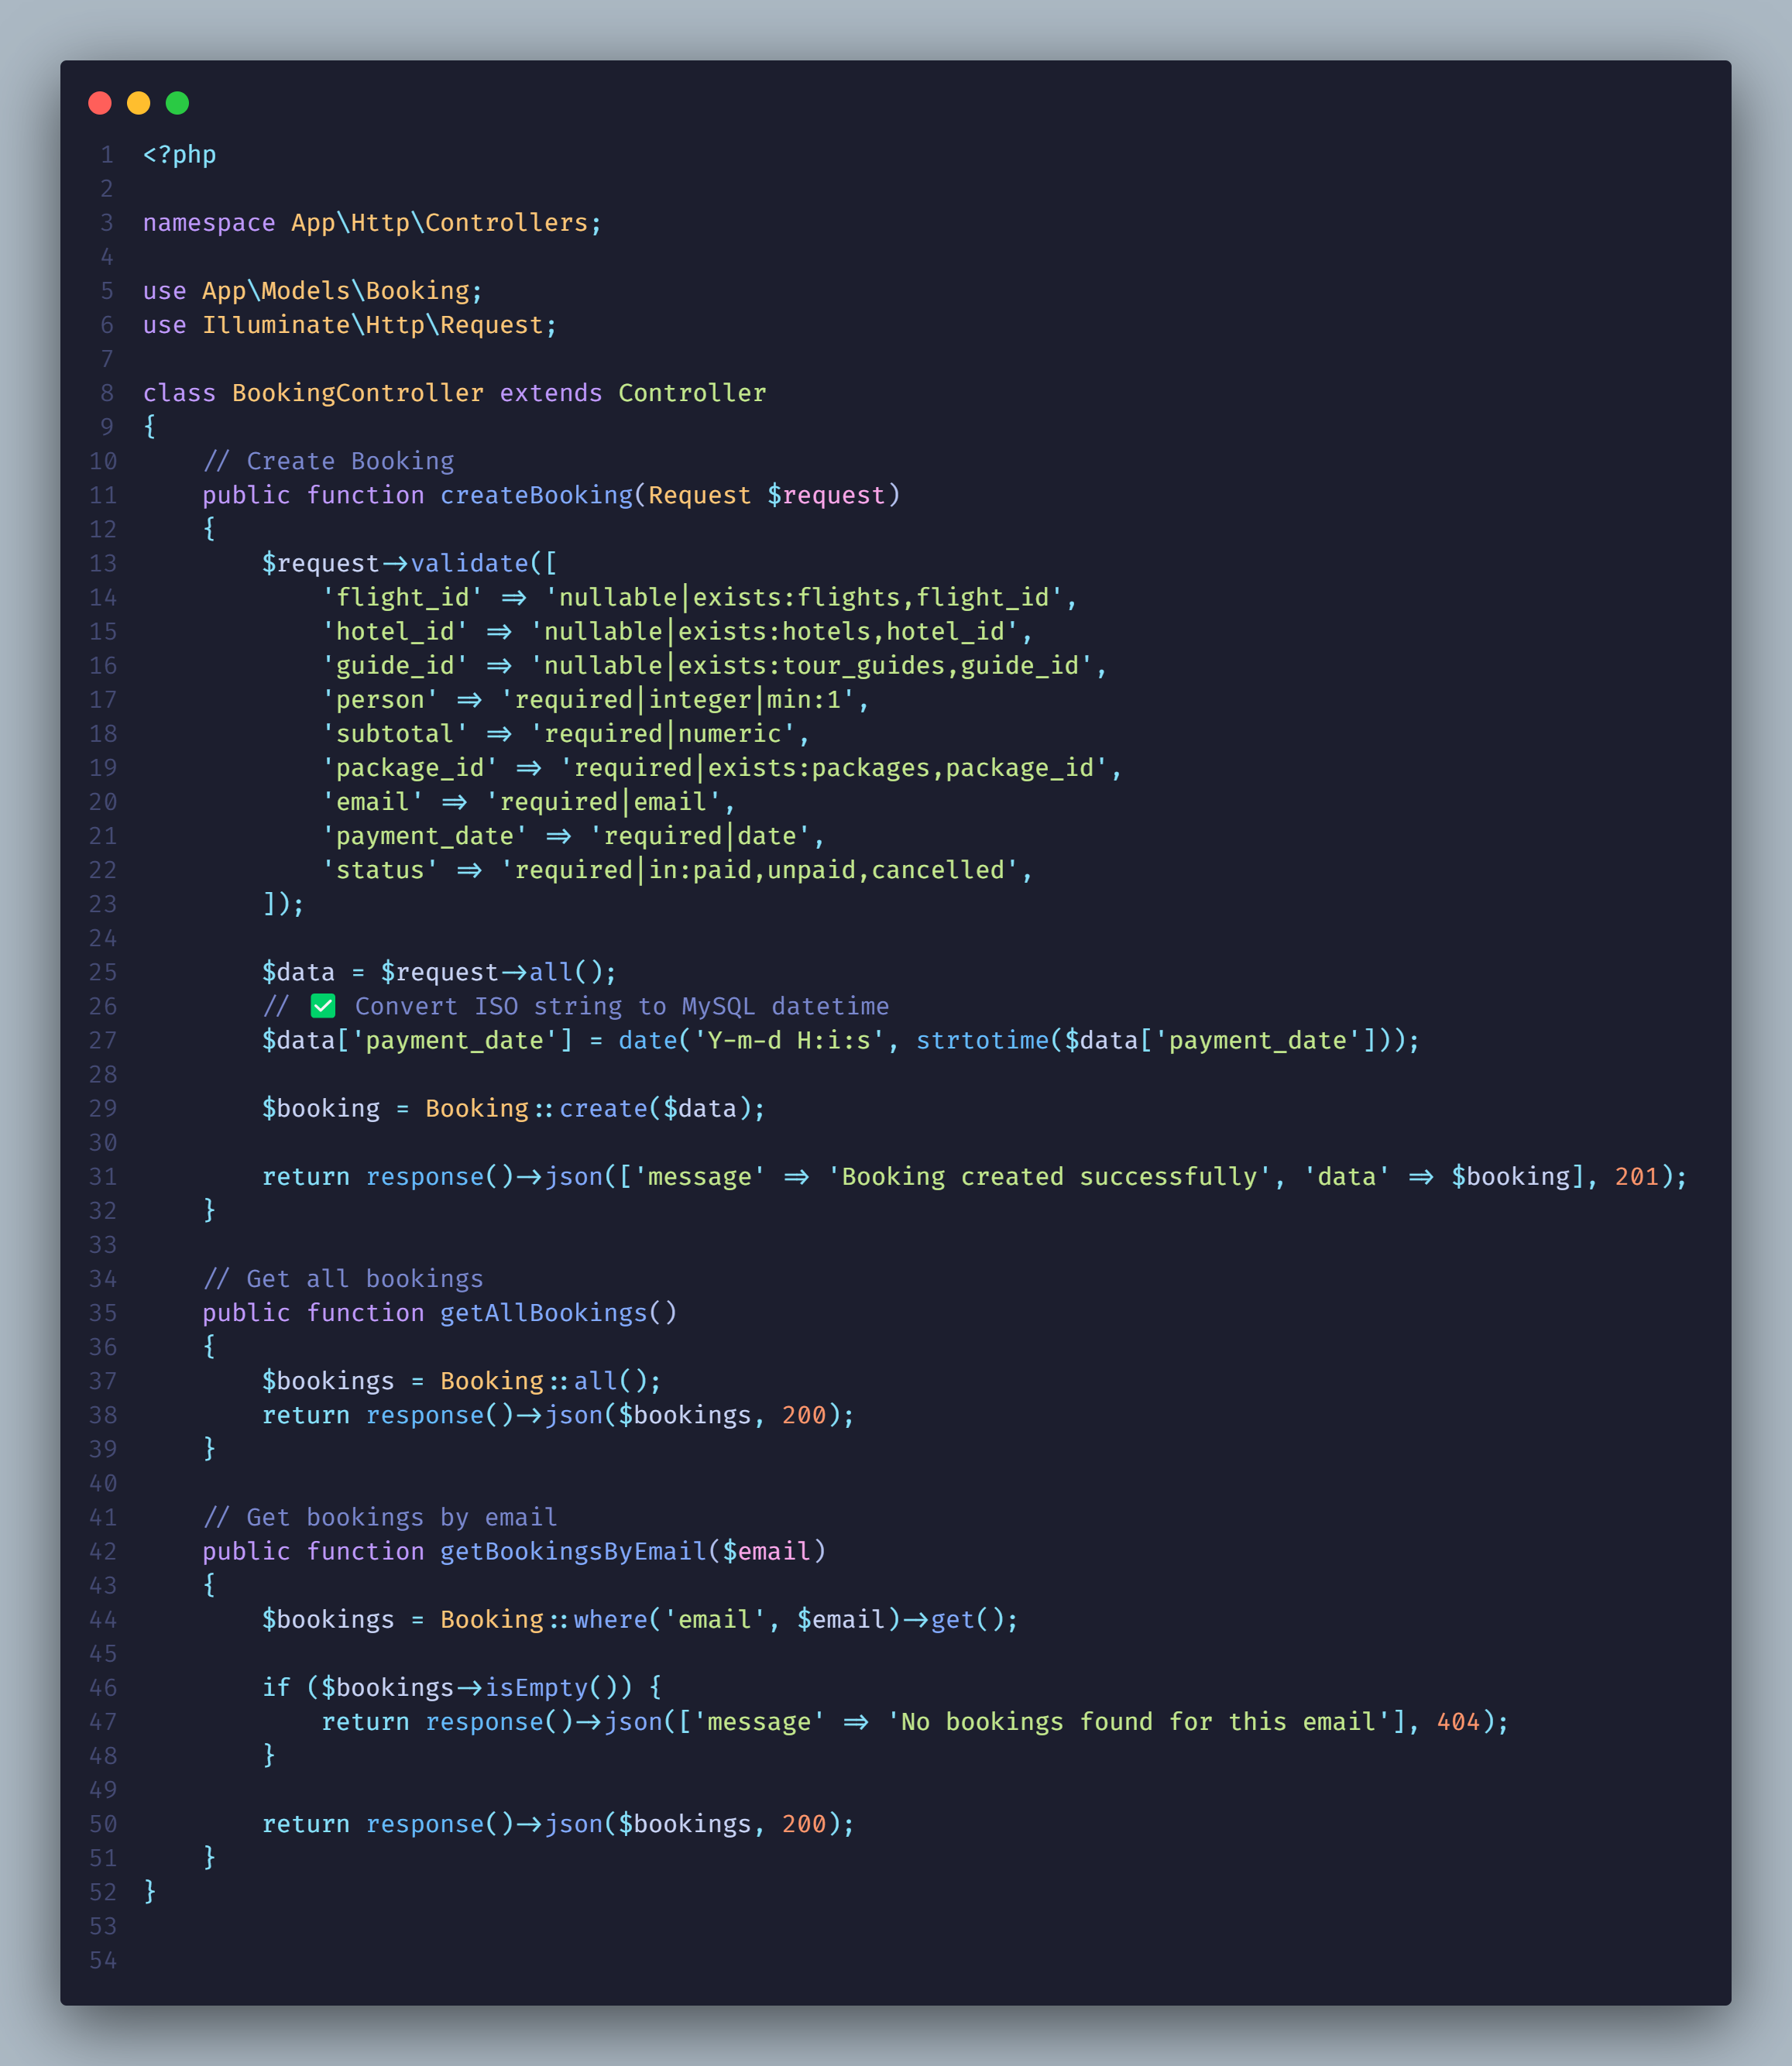 1 <?php
2
3 namespace App\Http\Controllers;
4
5 use App\Models\Booking;
6 use Illuminate\Http\Request;
7
8 class BookingController extends Controller
9 {
10     // Create Booking
11     public function createBooking(Request $request)
12     {
13         $request->validate([
14             'flight_id' => 'nullable|exists:flights,flight_id',
15             'hotel_id' => 'nullable|exists:hotels,hotel_id',
16             'guide_id' => 'nullable|exists:tour_guides,guide_id',
17             'person' => 'required|integer|min:1',
18             'subtotal' => 'required|numeric',
19             'package_id' => 'required|exists:packages,package_id',
20             'email' => 'required|email',
21             'payment_date' => 'required|date',
22             'status' => 'required|in:paid,unpaid,cancelled',
23         ]);
24
25         $data = $request->all();
26         // ✅ Convert ISO string to MySQL datetime
27         $data['payment_date'] = date('Y-m-d H:i:s', strtotime($data['payment_date']));
28
29         $booking = Booking::create($data);
30
31         return response()->json(['message' => 'Booking created successfully', 'data' => $booking], 201);
32     }
33
34     // Get all bookings
35     public function getAllBookings()
36     {
37         $bookings = Booking::all();
38         return response()->json($bookings, 200);
39     }
40
41     // Get bookings by email
42     public function getBookingsByEmail($email)
43     {
44         $bookings = Booking::where('email', $email)->get();
45
46         if ($bookings->isEmpty()) {
47             return response()->json(['message' => 'No bookings found for this email'], 404);
48         }
49
50         return response()->json($bookings, 200);
51     }
52 }
53
54